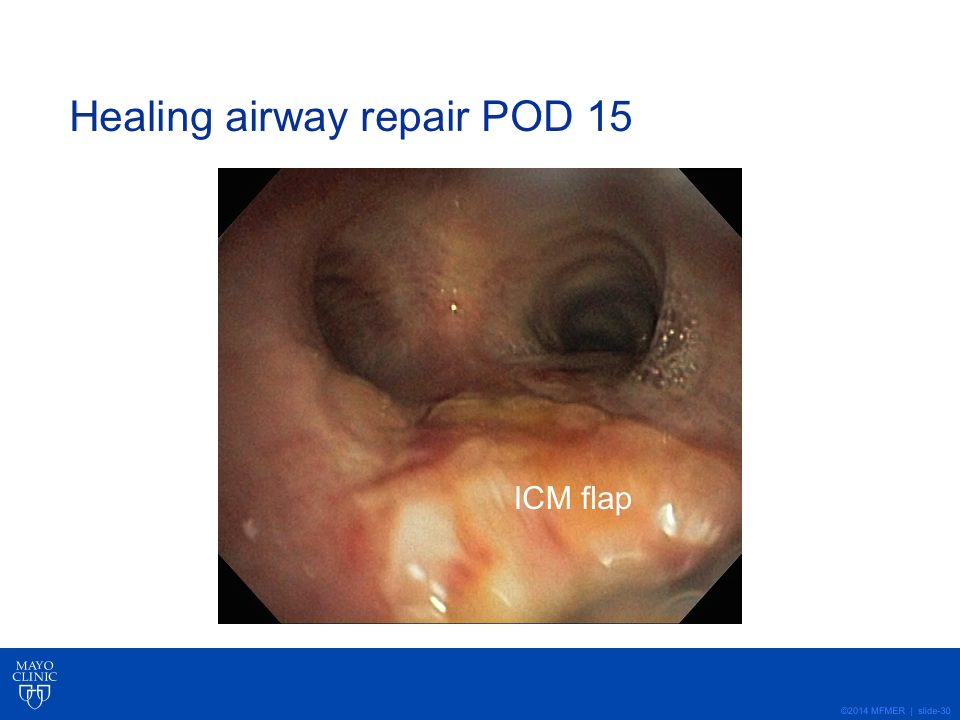 Healing airway repair POD 15
ICM flap
MAYO
CLINIC
©2014 MFMER | slide-30